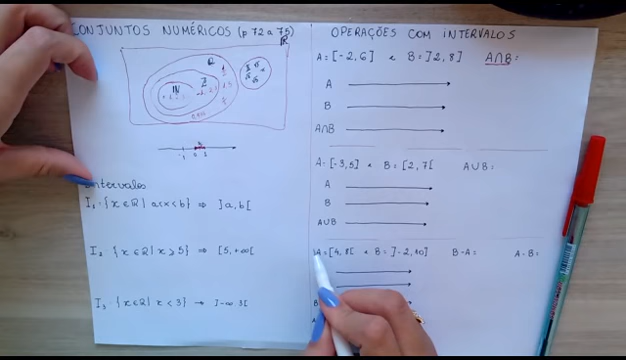 CONJUNTOS NUMÉRICOS (p 72 a 75)
R
Q
Z
N
Intervalos
I₁ = {x ∈ R | a < x < b} ⇒ ]a, b[
I₂ = {x ∈ R | x ≥ 5} ⇒ [5, +∞[
I₃ = {x ∈ R | x < 3} → ]-∞, 3[
OPERAÇÕES COM INTERVALOS
A = [-2, 6] e B = ]2, 8] A∩B =
A
B
A∩B
A = [-3, 5] e B = [2, 7[ A∪B =
A
B
A∪B
A = [4, 8[ e B = ]-2, 10] B-A = A-B =
B
A